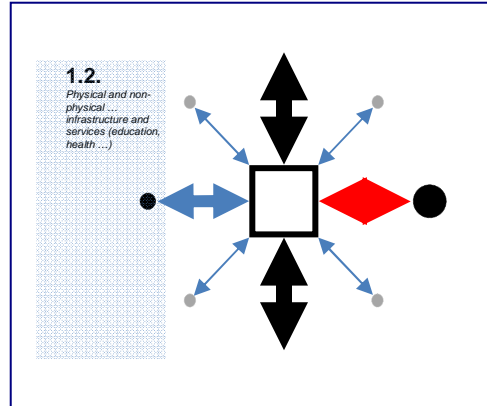 1.2.
Physical and non-
physical …
infrastructure and
services (education,
health …)